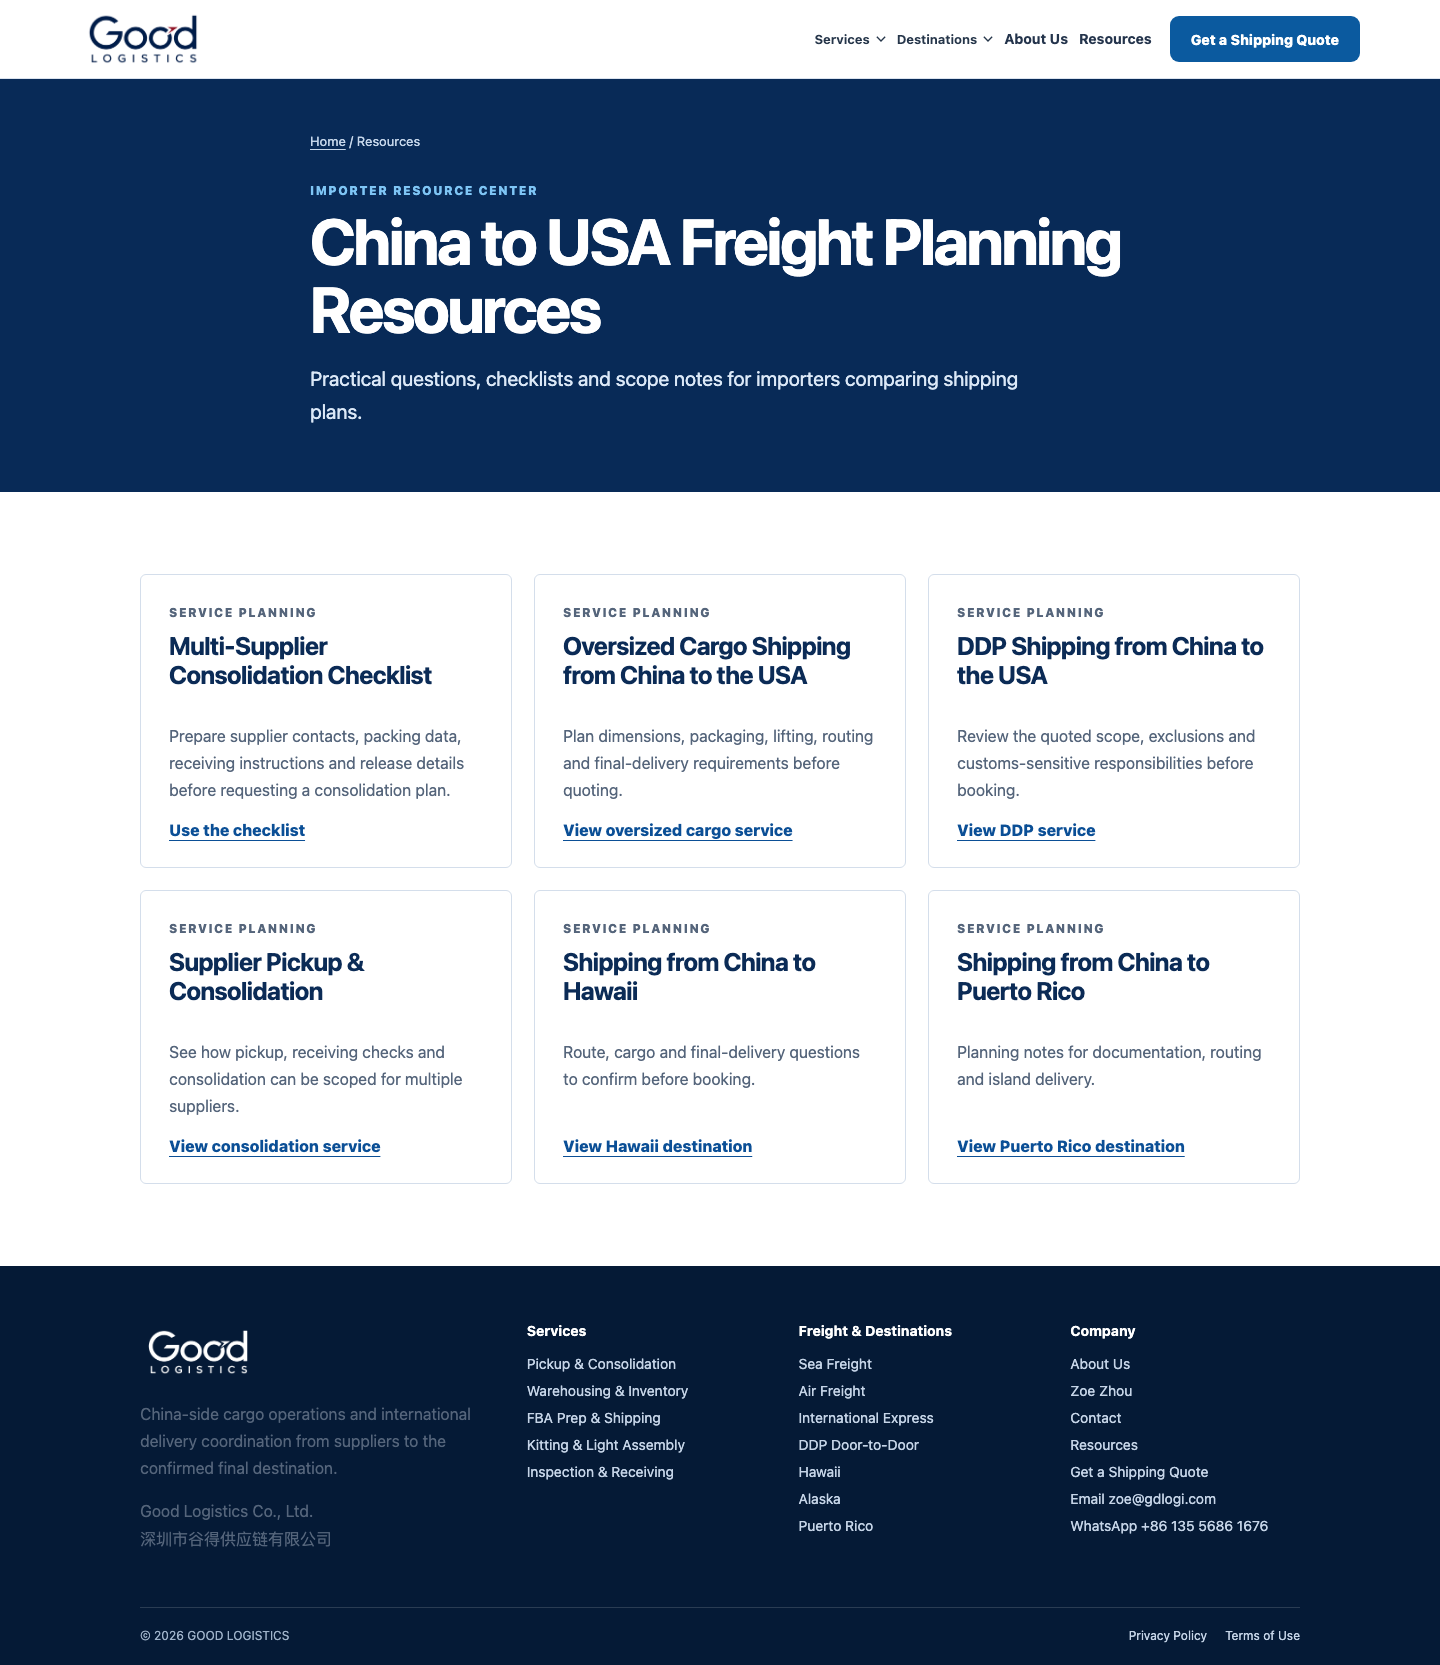 Good
LOGISTICS
Services
Destinations
About Us
Resources
Get a Shipping Quote
Home / Resources
IMPORTER RESOURCE CENTER
China to USA Freight Planning
Resources
Practical questions, checklists and scope notes for importers comparing shipping
plans.
SERVICE PLANNING
Multi-Supplier
Consolidation Checklist
Prepare supplier contacts, packing data,
receiving instructions and release details
before requesting a consolidation plan.
Use the checklist
SERVICE PLANNING
Oversized Cargo Shipping
from China to the USA
Plan dimensions, packaging, lifting, routing
and final-delivery requirements before
quoting.
View oversized cargo service
SERVICE PLANNING
DDP Shipping from China to
the USA
Review the quoted scope, exclusions and
customs-sensitive responsibilities before
booking.
View DDP service
SERVICE PLANNING
Supplier Pickup &
Consolidation
See how pickup, receiving checks and
consolidation can be scoped for multiple
suppliers.
View consolidation service
SERVICE PLANNING
Shipping from China to
Hawaii
Route, cargo and final-delivery questions
to confirm before booking.
View Hawaii destination
SERVICE PLANNING
Shipping from China to
Puerto Rico
Planning notes for documentation, routing
and island delivery.
View Puerto Rico destination
Good
LOGISTICS
China-side cargo operations and international
delivery coordination from suppliers to the
confirmed final destination.
Good Logistics Co., Ltd.
深圳市谷得供应链有限公司
Services
Pickup & Consolidation
Warehousing & Inventory
FBA Prep & Shipping
Kitting & Light Assembly
Inspection & Receiving
Freight & Destinations
Sea Freight
Air Freight
International Express
DDP Door-to-Door
Hawaii
Alaska
Puerto Rico
Company
About Us
Zoe Zhou
Contact
Resources
Get a Shipping Quote
Email zoe@gdlogi.com
WhatsApp +86 135 5686 1676
© 2026 GOOD LOGISTICS
Privacy Policy
Terms of Use